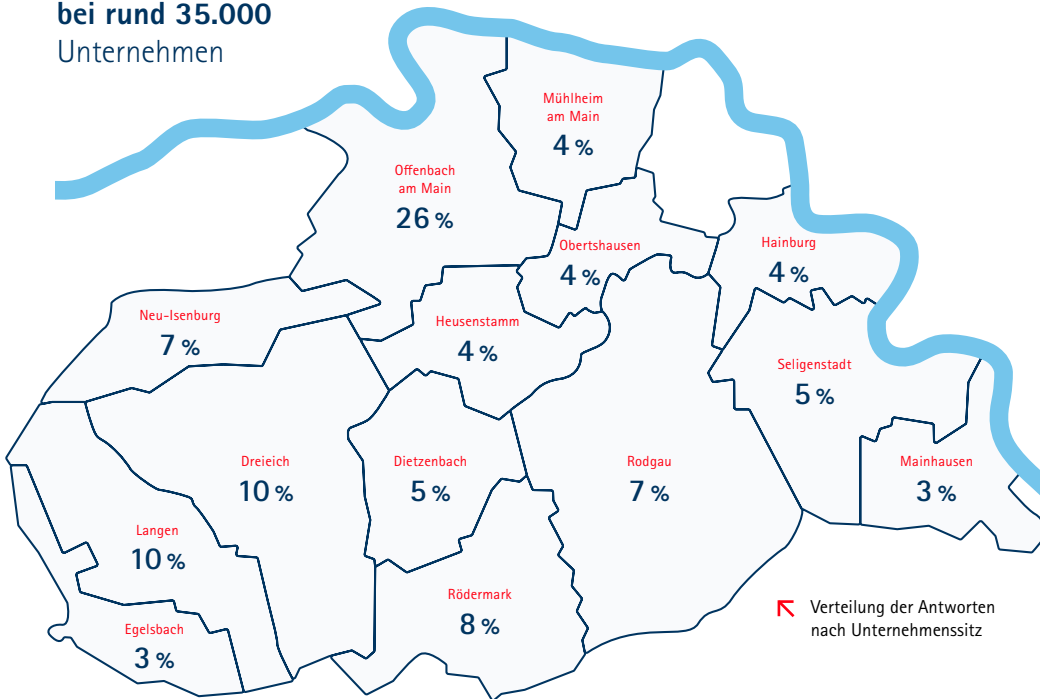 bei rund 35.000
Unternehmen
Mühlheim
am Main
4 %
Offenbach
am Main
26 %
Obertshausen
4 %
Hainburg
4 %
Neu-Isenburg
7 %
Heusenstamm
4 %
Seligenstadt
5 %
Dreieich
10 %
Dietzenbach
5 %
Rodgau
7 %
Mainhausen
3 %
Langen
10 %
Rödermark
8 %
Egelsbach
3 %
Verteilung der Antworten
nach Unternehmenssitz